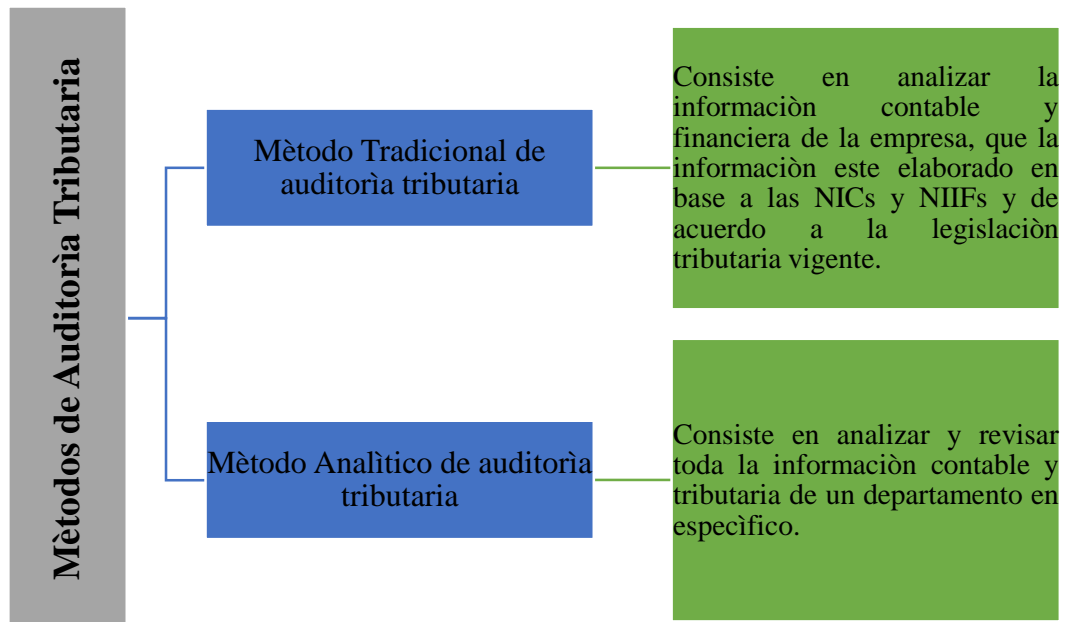 Mètodos de Auditorìa Tributaria
Mètodo Tradicional de
auditorìa tributaria
Consiste en analizar la
informaciòn contable y
financiera de la empresa, que la
informaciòn este elaborado en
base a las NICs y NIIFs y de
acuerdo a la legislaciòn
tributaria vigente.
Mètodo Analìtico de auditorìa
tributaria
Consiste en analizar y revisar
toda la informaciòn contable y
tributaria de un departamento en
especìfico.